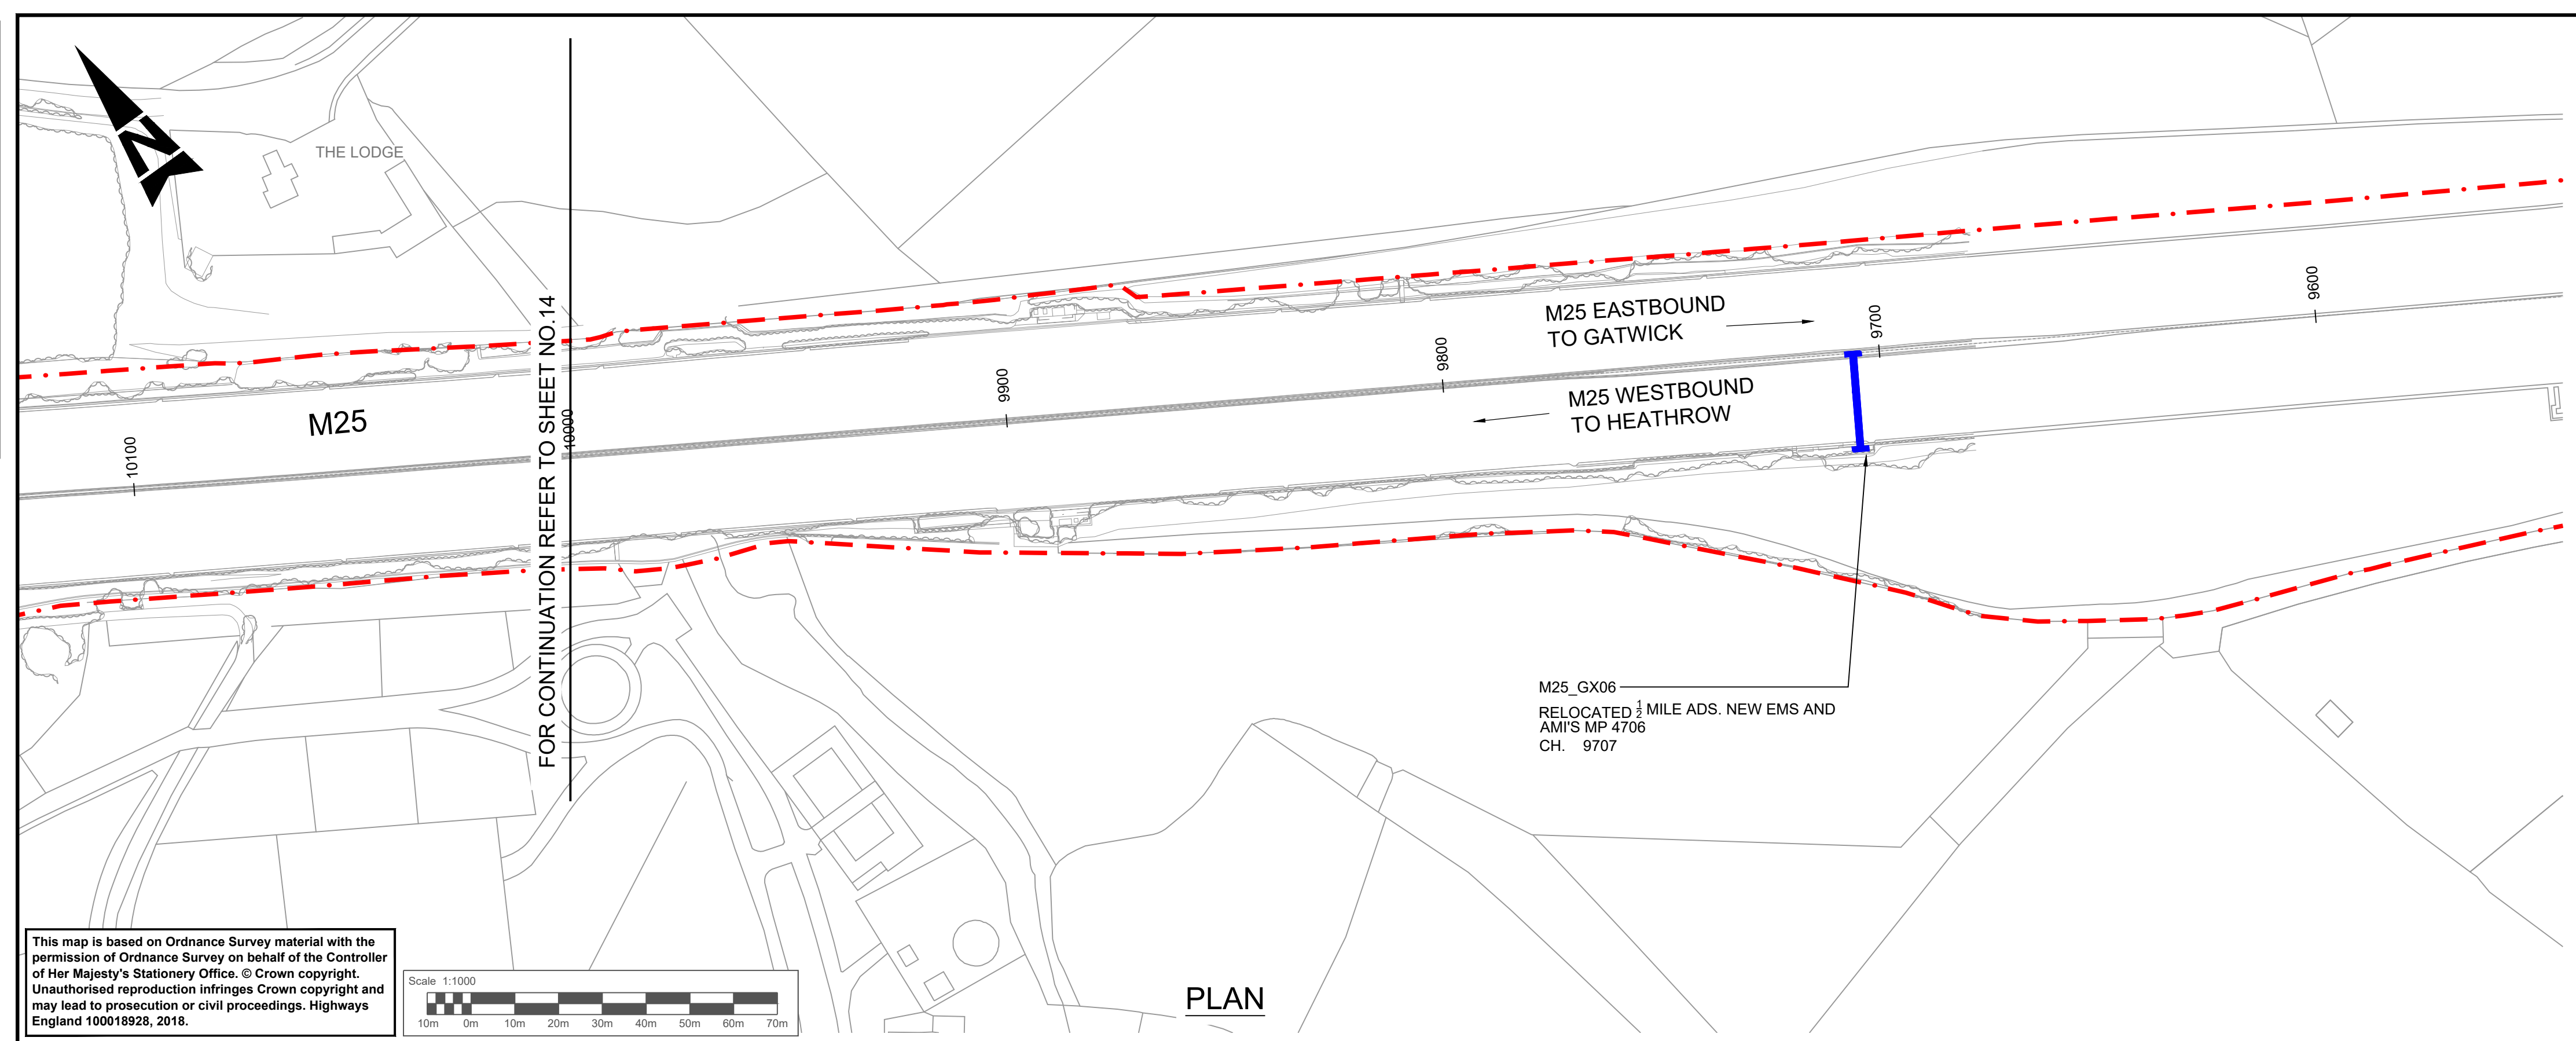 N
THE LODGE
FOR CONTINUATION REFER TO SHEET NO.14
M25
10100
10000
9900
9800
9700
9600
M25 EASTBOUND
TO GATWICK
M25 WESTBOUND
TO HEATHROW
M25_GX06
RELOCATED ½ MILE ADS. NEW EMS AND
AMI'S MP 4706
CH. 9707
This map is based on Ordnance Survey material with the
permission of Ordnance Survey on behalf of the Controller
of Her Majesty's Stationery Office. © Crown copyright.
Unauthorised reproduction infringes Crown copyright and
may lead to prosecution or civil proceedings. Highways
England 100018928, 2018.
Scale 1:1000
10m 0m 10m 20m 30m 40m 50m 60m 70m
PLAN